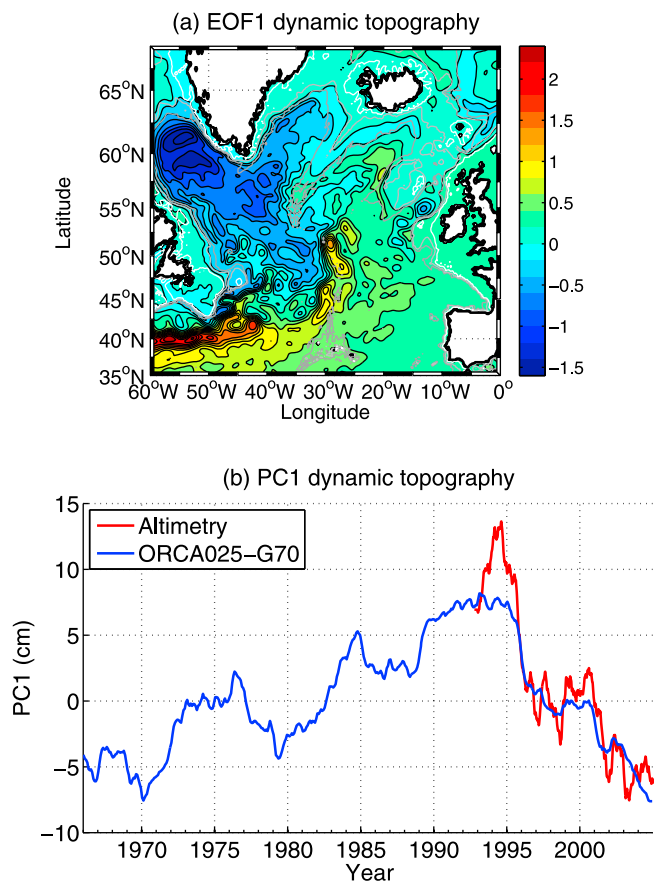 (a) EOF1 dynamic topography
65°N
60°N
55°N
50°N
45°N
40°N
35°N
Latitude
60°W 50°W 40°W 30°W 20°W 10°W 0°
Longitude
2
1.5
1
0.5
0
−0.5
−1
−1.5
(b) PC1 dynamic topography
15
10
5
0
−5
−10
PC1 (cm)
Altimetry
ORCA025−G70
1970 1975 1980 1985 1990 1995 2000
Year